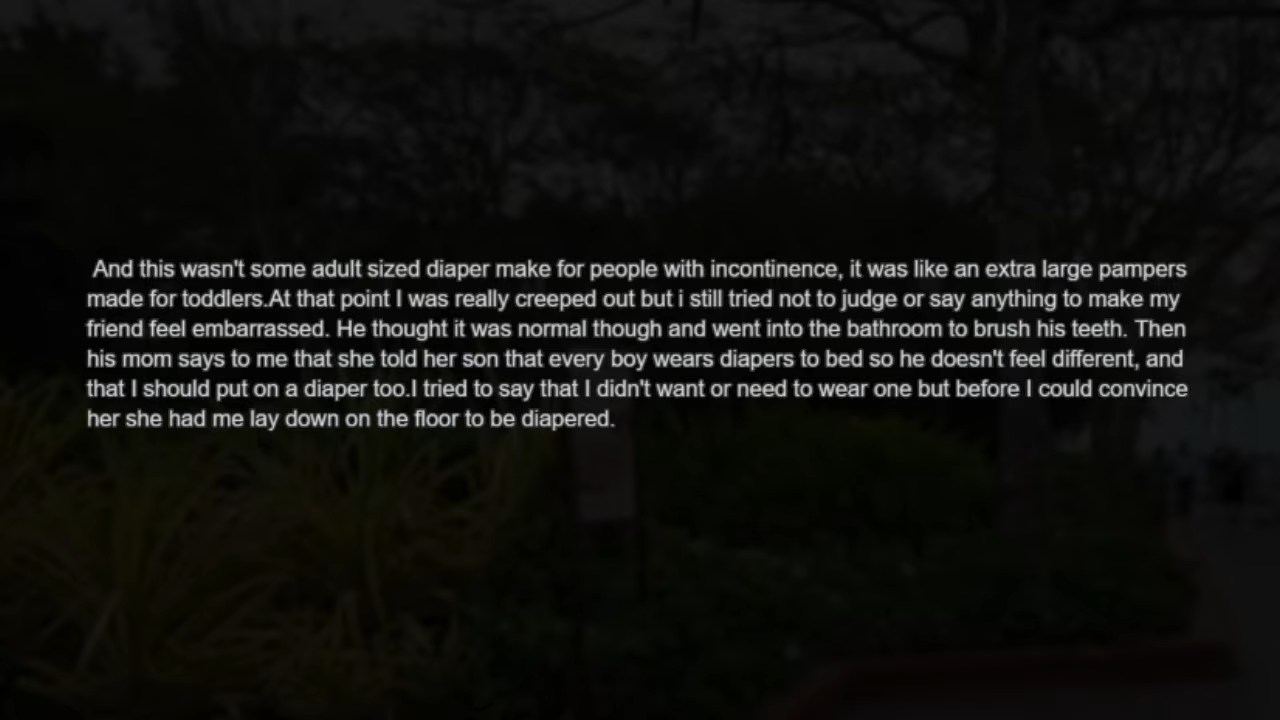 And this wasn't some adult sized diaper make for people with incontinence, it was like an extra large pampers
made for toddlers.At that point I was really creeped out but i still tried not to judge or say anything to make my
friend feel embarrassed. He thought it was normal though and went into the bathroom to brush his teeth. Then
his mom says to me that she told her son that every boy wears diapers to bed so he doesn't feel different, and
that I should put on a diaper too.I tried to say that I didn't want or need to wear one but before I could convince
her she had me lay down on the floor to be diapered.